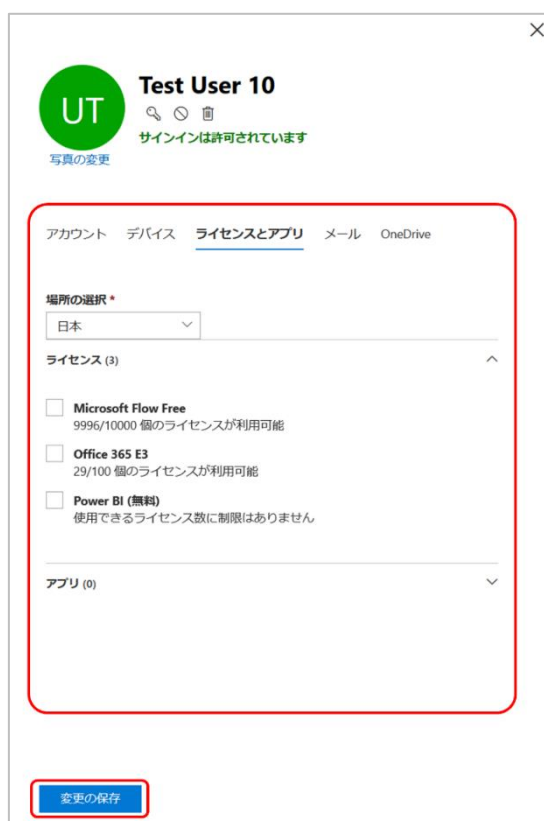 Test User 10
UT
サインインは許可されています
写真の変更
アカウント デバイス ライセンスとアプリ メール OneDrive
場所の選択 *
日本
ライセンス (3)
Microsoft Flow Free
9996/10000 個のライセンスが利用可能
Office 365 E3
29/100 個のライセンスが利用可能
Power BI (無料)
使用できるライセンス数に制限はありません
アプリ (0)
変更の保存